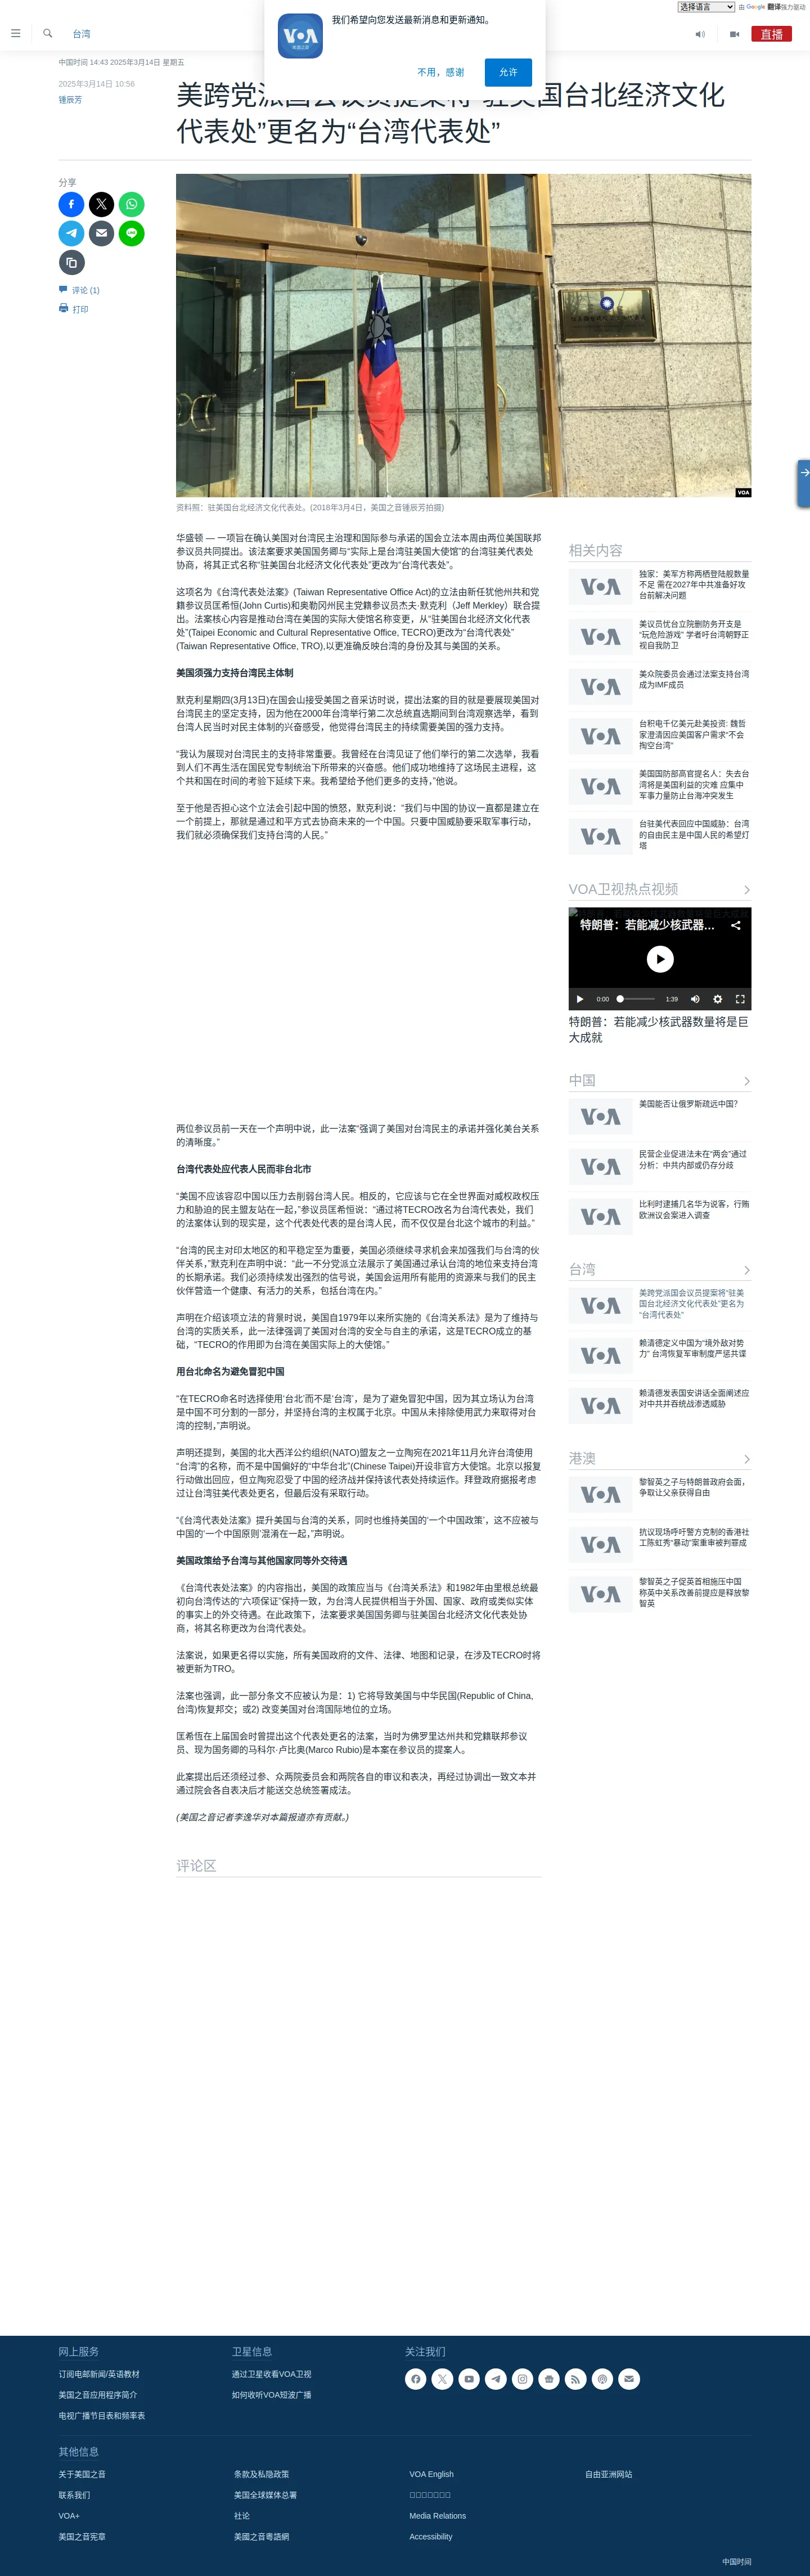 选择语言 由 Google 翻译强力驱动
我们希望向您发送最新消息和更新通知。
VOA
美国之音
不用，感谢
允许
台湾
直播
中国时间 14:43 2025年3月14日 星期五
2025年3月14日 10:56
锺辰芳
代表处”更名为“台湾代表处”
分享
评论 (1)
打印
VOA
资料照：驻美国台北经济文化代表处。(2018年3月4日，美国之音锺辰芳拍摄)
华盛顿 — 一项旨在确认美国对台湾民主治理和国际参与承诺的国会立法本周由两位美国联邦
参议员共同提出。该法案要求美国国务卿与“实际上是台湾驻美国大使馆”的台湾驻美代表处
协商，将其正式名称“驻美国台北经济文化代表处”更改为“台湾代表处”。
这项名为《台湾代表处法案》(Taiwan Representative Office Act)的立法由新任犹他州共和党
籍参议员匡希恒(John Curtis)和奥勒冈州民主党籍参议员杰夫·默克利（Jeff Merkley）联合提
出。法案核心内容是推动台湾在美国的实际大使馆名称变更，从“驻美国台北经济文化代表
处”(Taipei Economic and Cultural Representative Office, TECRO)更改为“台湾代表处”
(Taiwan Representative Office, TRO),以更准确反映台湾的身份及其与美国的关系。
美国须强力支持台湾民主体制
默克利星期四(3月13日)在国会山接受美国之音采访时说，提出法案的目的就是要展现美国对
台湾民主的坚定支持，因为他在2000年台湾举行第二次总统直选期间到台湾观察选举，看到
台湾人民当时对民主体制的兴奋感受，他觉得台湾民主的持续需要美国的强力支持。
“我认为展现对台湾民主的支持非常重要。我曾经在台湾见证了他们举行的第二次选举，我看
到人们不再生活在国民党专制统治下所带来的兴奋感。他们成功地维持了这场民主进程，这
个共和国在时间的考验下延续下来。我希望给予他们更多的支持，”他说。
至于他是否担心这个立法会引起中国的愤怒，默克利说：“我们与中国的协议一直都是建立在
一个前提上，那就是通过和平方式去协商未来的一个中国。只要中国威胁要采取军事行动，
我们就必须确保我们支持台湾的人民。”
两位参议员前一天在一个声明中说，此一法案“强调了美国对台湾民主的承诺并强化美台关系
的清晰度。”
台湾代表处应代表人民而非台北市
“美国不应该容忍中国以压力去削弱台湾人民。相反的，它应该与它在全世界面对威权政权压
力和胁迫的民主盟友站在一起，”参议员匡希恒说：“通过将TECRO改名为台湾代表处，我们
的法案体认到的现实是，这个代表处代表的是台湾人民，而不仅仅是台北这个城市的利益。”
“台湾的民主对印太地区的和平稳定至为重要，美国必须继续寻求机会来加强我们与台湾的伙
伴关系，”默克利在声明中说：“此一不分党派立法展示了美国通过承认台湾的地位来支持台湾
的长期承诺。我们必须持续发出强烈的信号说，美国会运用所有能用的资源来与我们的民主
伙伴营造一个健康、有活力的关系，包括台湾在内。”
声明在介绍该项立法的背景时说，美国自1979年以来所实施的《台湾关系法》是为了维持与
台湾的实质关系，此一法律强调了美国对台湾的安全与自主的承诺，这是TECRO成立的基
础，“TECRO的作用即为台湾在美国实际上的大使馆。”
用台北命名为避免冒犯中国
“在TECRO命名时选择使用‘台北’而不是‘台湾’，是为了避免冒犯中国，因为其立场认为台湾
是中国不可分割的一部分，并坚持台湾的主权属于北京。中国从未排除使用武力来取得对台
湾的控制，”声明说。
声明还提到，美国的北大西洋公约组织(NATO)盟友之一立陶宛在2021年11月允许台湾使用
“台湾”的名称，而不是中国偏好的“中华台北”(Chinese Taipei)开设非官方大使馆。北京以报复
行动做出回应，但立陶宛忍受了中国的经济战并保持该代表处持续运作。拜登政府据报考虑
过让台湾驻美代表处更名，但最后没有采取行动。
“《台湾代表处法案》提升美国与台湾的关系，同时也维持美国的‘一个中国政策’，这不应被与
中国的‘一个中国原则’混淆在一起，”声明说。
美国政策给予台湾与其他国家同等外交待遇
《台湾代表处法案》的内容指出，美国的政策应当与《台湾关系法》和1982年由里根总统最
初向台湾传达的“六项保证”保持一致，为台湾人民提供相当于外国、国家、政府或类似实体
的事实上的外交待遇。在此政策下，法案要求美国国务卿与驻美国台北经济文化代表处协
商，将其名称更改为台湾代表处。
法案说，如果更名得以实施，所有美国政府的文件、法律、地图和记录，在涉及TECRO时将
被更新为TRO。
法案也强调，此一部分条文不应被认为是：1) 它将导致美国与中华民国(Republic of China,
台湾)恢复邦交；或2) 改变美国对台湾国际地位的立场。
匡希恒在上届国会时曾提出这个代表处更名的法案，当时为佛罗里达州共和党籍联邦参议
员、现为国务卿的马科尔·卢比奥(Marco Rubio)是本案在参议员的提案人。
此案提出后还须经过参、众两院委员会和两院各自的审议和表决，再经过协调出一致文本并
通过院会各自表决后才能送交总统签署成法。
(美国之音记者李逸华对本篇报道亦有贡献。)
评论区
相关内容
独家：美军方称两栖登陆舰数量
不足 需在2027年中共准备好攻
台前解决问题
美议员忧台立院删防务开支是
“玩危险游戏” 学者吁台湾朝野正
视自我防卫
美众院委员会通过法案支持台湾
成为IMF成员
台积电千亿美元赴美投资: 魏哲
家澄清因应美国客户需求“不会
掏空台湾”
美国国防部高官提名人：失去台
湾将是美国利益的灾难 应集中
军事力量防止台海冲突发生
台驻美代表回应中国威胁：台湾
的自由民主是中国人民的希望灯
塔
VOA卫视热点视频
特朗普：若能减少核武器...
0:00 1:39
特朗普：若能减少核武器数量将是巨
大成就
中国
美国能否让俄罗斯疏远中国?
民营企业促进法未在“两会”通过
分析：中共内部或仍存分歧
比利时逮捕几名华为说客，行贿
欧洲议会案进入调查
台湾
美跨党派国会议员提案将“驻美
国台北经济文化代表处”更名为
“台湾代表处”
赖清德定义中国为“境外敌对势
力” 台湾恢复军审制度严惩共谍
赖清德发表国安讲话全面阐述应
对中共并吞统战渗透威胁
港澳
黎智英之子与特朗普政府会面，
争取让父亲获得自由
抗议现场呼吁警方克制的香港社
工陈虹秀“暴动”案重审被判罪成
黎智英之子促英首相施压中国
称英中关系改善前提应是释放黎
智英
网上服务
订阅电邮新闻/英语教材
美国之音应用程序简介
电视广播节目表和频率表
卫星信息
通过卫星收看VOA卫视
如何收听VOA短波广播
关注我们
其他信息
关于美国之音
联系我们
VOA+
美国之音宪章
条款及私隐政策
美国全球媒体总署
社论
美國之音粵語網
VOA English
Media Relations
Accessibility
自由亚洲网站
中国时间